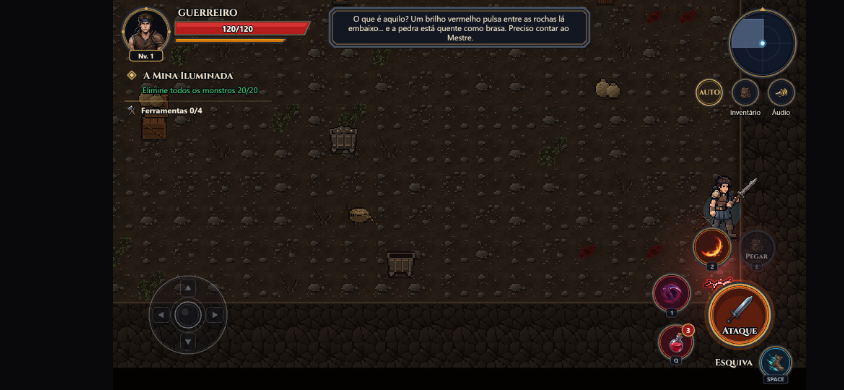 GUERREIRO
120/120
Nv. 1
O que é aquilo? Um brilho vermelho pulsa entre as rochas lá
embaixo... e a pedra está quente como brasa. Preciso contar ao
Mestre.
A Mina Iluminada
Elimine todos os monstros 20/20
Ferramentas 0/4
AUTO
Inventário
Áudio
2
PEGAR
1
ATAQUE
3
Q
ESQUIVA
SPACE